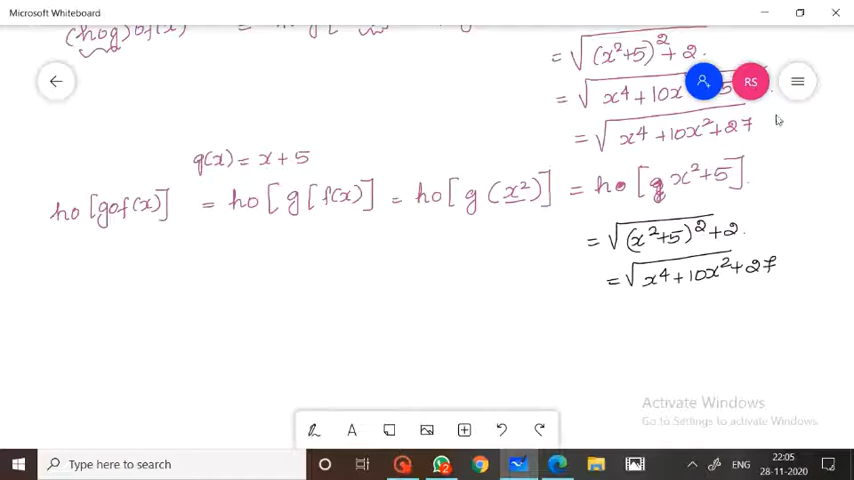 Microsoft Whiteboard
(hog)of(x)
= √(x²+5)²+2.
= √x⁴+10x
RS
= √x⁴+10x²+27
g(x) = x+5
ho[gof(x)] = ho[g[f(x)] = ho[g(x²)] = ho[g x²+5].
= √(x²+5)²+2.
= √x⁴+10x²+27
Activate Windows
Go to Settings to activate Windows.
Type here to search
2
ENG
22:05
28-11-2020